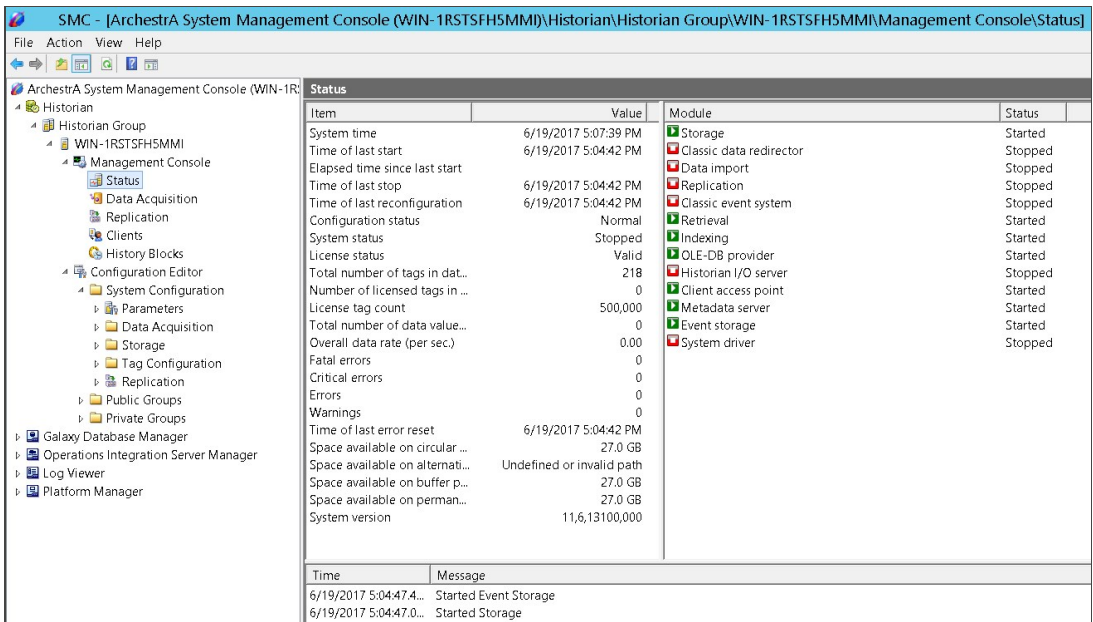 SMC - [ArchestrA System Management Console (WIN-1RSTSFH5MMI)\Historian\Historian Group\WIN-1RSTSFH5MMI\Management Console\Status]
File Action View Help
ArchestrA System Management Console (WIN-1R
Historian
Historian Group
WIN-1RSTSFH5MMI
Management Console
Status
Data Acquisition
Replication
Clients
History Blocks
Configuration Editor
System Configuration
Parameters
Data Acquisition
Storage
Tag Configuration
Replication
Public Groups
Private Groups
Galaxy Database Manager
Operations Integration Server Manager
Log Viewer
Platform Manager
Status
Item Value
System time 6/19/2017 5:07:39 PM
Time of last start 6/19/2017 5:04:42 PM
Elapsed time since last start
Time of last stop 6/19/2017 5:04:42 PM
Time of last reconfiguration 6/19/2017 5:04:42 PM
Configuration status Normal
System status Stopped
License status Valid
Total number of tags in dat... 218
Number of licensed tags in ... 0
License tag count 500,000
Total number of data value... 0
Overall data rate (per sec.) 0.00
Fatal errors 0
Critical errors 0
Errors 0
Warnings 0
Time of last error reset 6/19/2017 5:04:42 PM
Space available on circular ... 27.0 GB
Space available on alternati... Undefined or invalid path
Space available on buffer p... 27.0 GB
Space available on perman... 27.0 GB
System version 11,6,13100,000
Module Status
Storage Started
Classic data redirector Stopped
Data import Stopped
Replication Stopped
Classic event system Stopped
Retrieval Started
Indexing Started
OLE-DB provider Started
Historian I/O server Stopped
Client access point Started
Metadata server Started
Event storage Started
System driver Stopped
Time Message
6/19/2017 5:04:47.4... Started Event Storage
6/19/2017 5:04:47.0... Started Storage